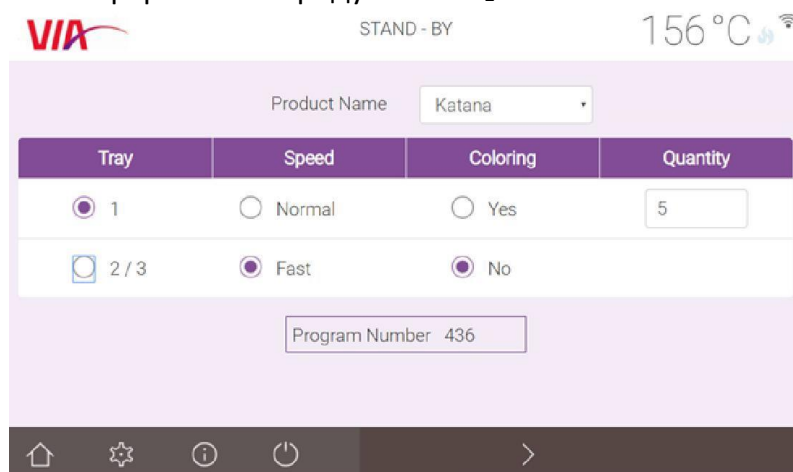 VIA
STAND - BY
156°C
Product Name Katana
Tray Speed Coloring Quantity
1 Normal Yes 5
2 / 3 Fast No
Program Number 436